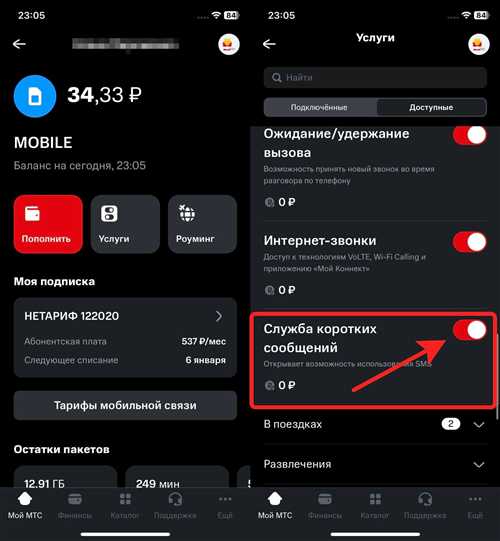 23:05
84
34,33 ₽
MOBILE
Баланс на сегодня, 23:05
Пополнить
Услуги
Роуминг
Моя подписка
НЕТАРИФ 122020
Абонентская плата
537 ₽/мес
Следующее списание
6 января
Тарифы мобильной связи
Остатки пакетов
12.91 ГБ
249 мин
Мой МТС
Финансы
Каталог
Поддержка
Ещё
23:05
84
Услуги
Найти
Подключённые
Доступные
Ожидание/удержание
вызова
Возможность принять новый звонок во время
разговора по телефону
0 ₽
Интернет-звонки
Доступ к технологиям VoLTE, Wi-Fi Calling и
приложению «Мой Коннект»
0 ₽
Служба коротких
сообщений
Открывает возможность использования SMS
0 ₽
В поездках
2
Развлечения
Мой МТС
Финансы
Каталог
Поддержка
Ещё